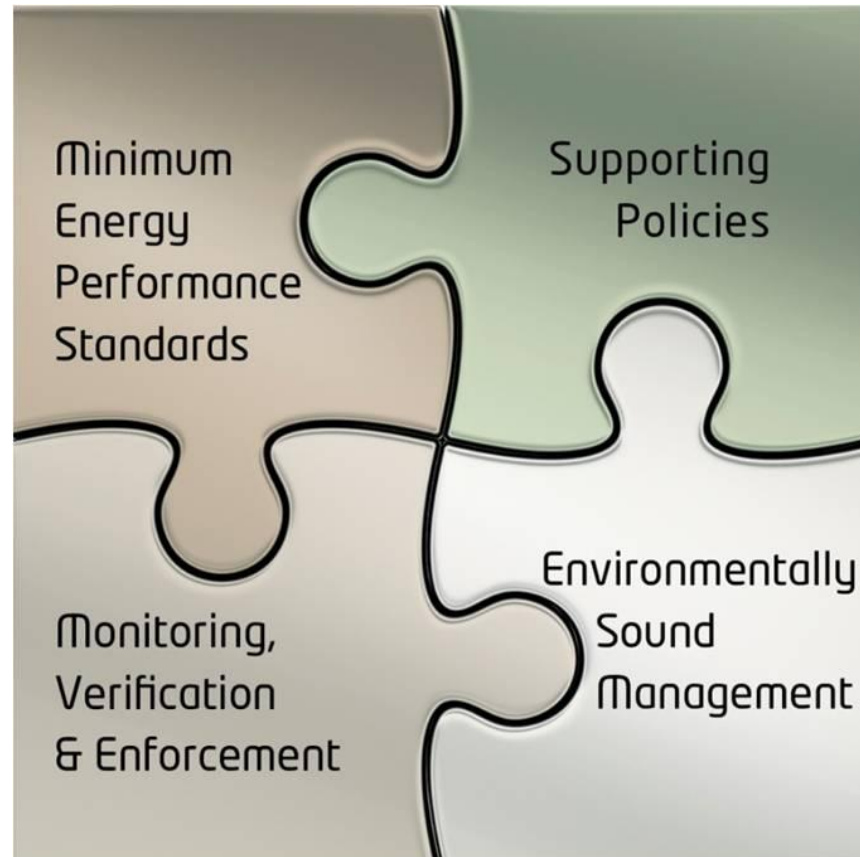 Minimum
Energy
Performance
Standards
Supporting
Policies
Monitoring,
Verification
& Enforcement
Environmentally
Sound
Management